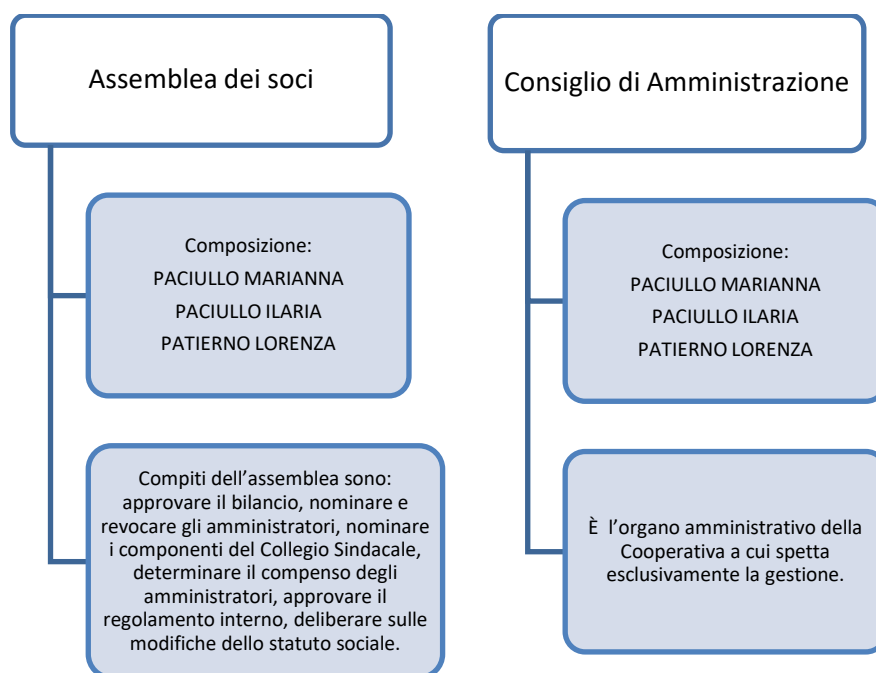 Assemblea dei soci
Composizione:
PACIULLO MARIANNA
PACIULLO ILARIA
PATIERNO LORENZA
Compiti dell’assemblea sono:
approvare il bilancio, nominare e
revocare gli amministratori, nominare
i componenti del Collegio Sindacale,
determinare il compenso degli
amministratori, approvare il
regolamento interno, deliberare sulle
modifiche dello statuto sociale.
Consiglio di Amministrazione
Composizione:
PACIULLO MARIANNA
PACIULLO ILARIA
PATIERNO LORENZA
È l’organo amministrativo della
Cooperativa a cui spetta
esclusivamente la gestione.